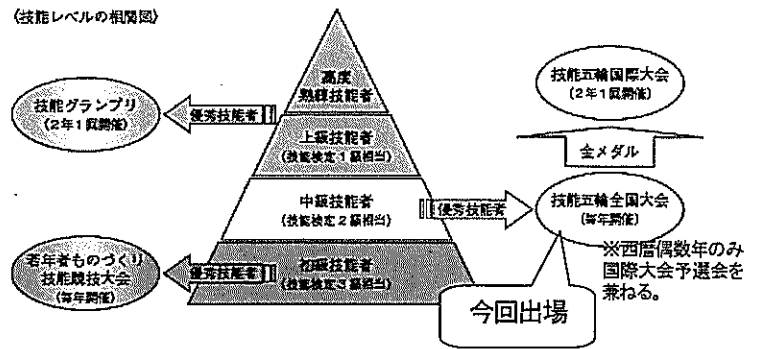 〈技能レベルの相関図〉
高度
熟練技能者
技能グランプリ
(2年1回開催)
優秀技能者
上級技能者
(技能検定1級相当)
技能五輪国際大会
(2年1回開催)
金メダル
中級技能者
(技能検定2級相当)
優秀技能者
技能五輪全国大会
(毎年開催)
※西暦偶数年のみ
国際大会予選会を
兼ねる。
若年者ものづくり
技能競技大会
(毎年開催)
優秀技能者
初級技能者
(技能検定3級相当)
今回出場